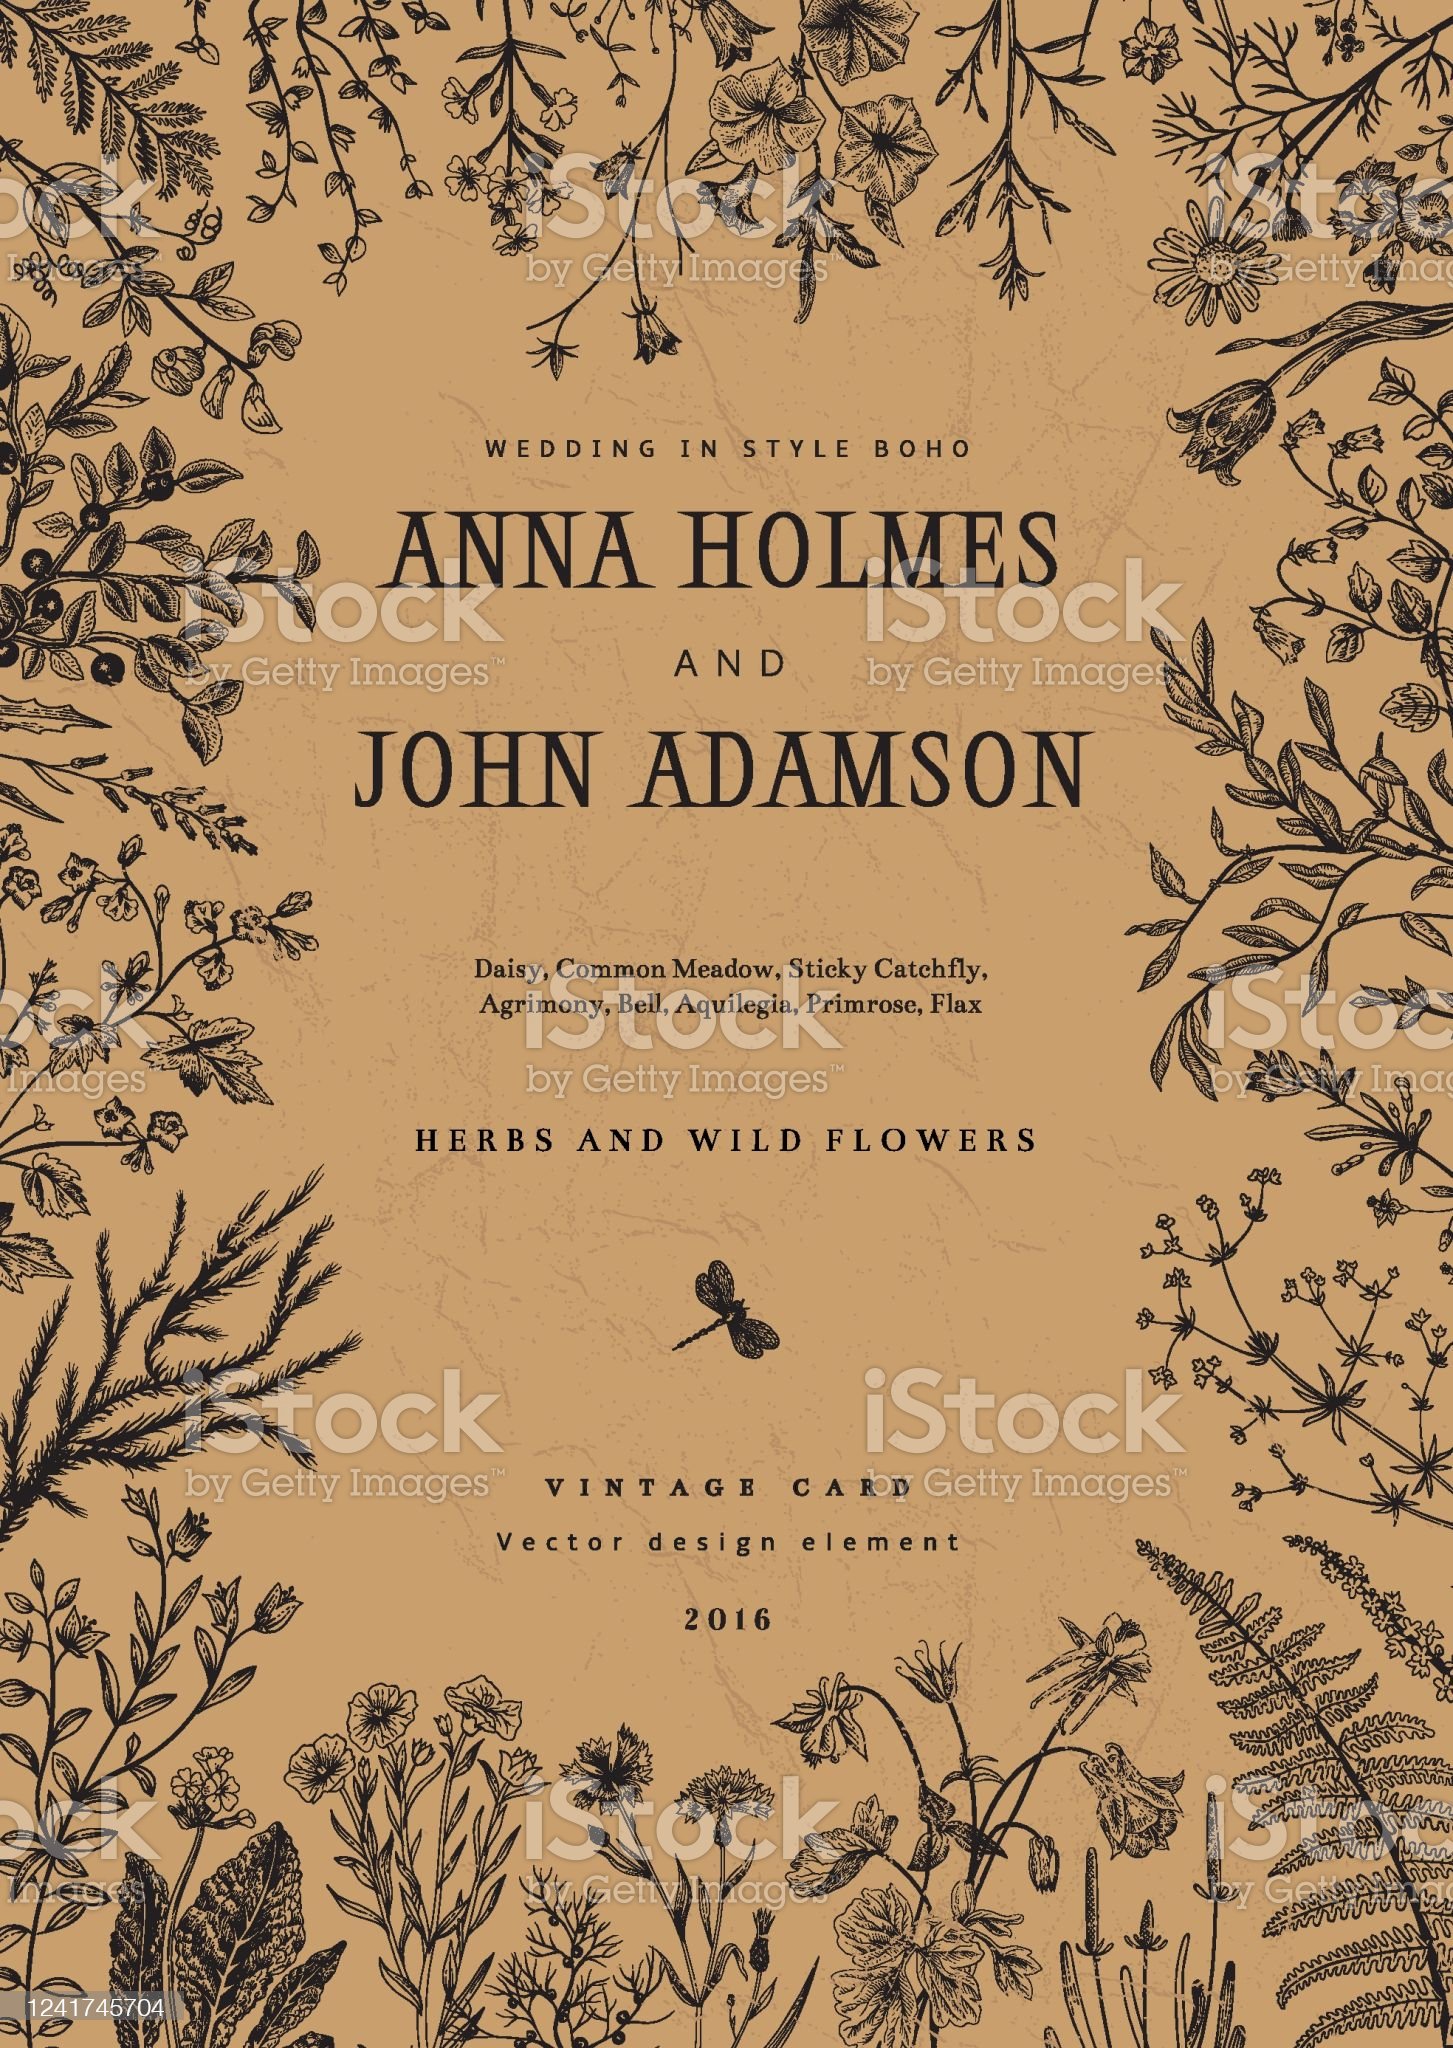 WEDDING IN STYLE BOHO
ANNA HOLMES
AND
JOHN ADAMSON
Daisy, Common Meadow, Sticky Catchfly,
Agrimony, Bell, Aquilegia, Primrose, Flax
HERBS AND WILD FLOWERS
VINTAGE CARD
Vector design element
2016
iStock
by Getty Images™
1241745704